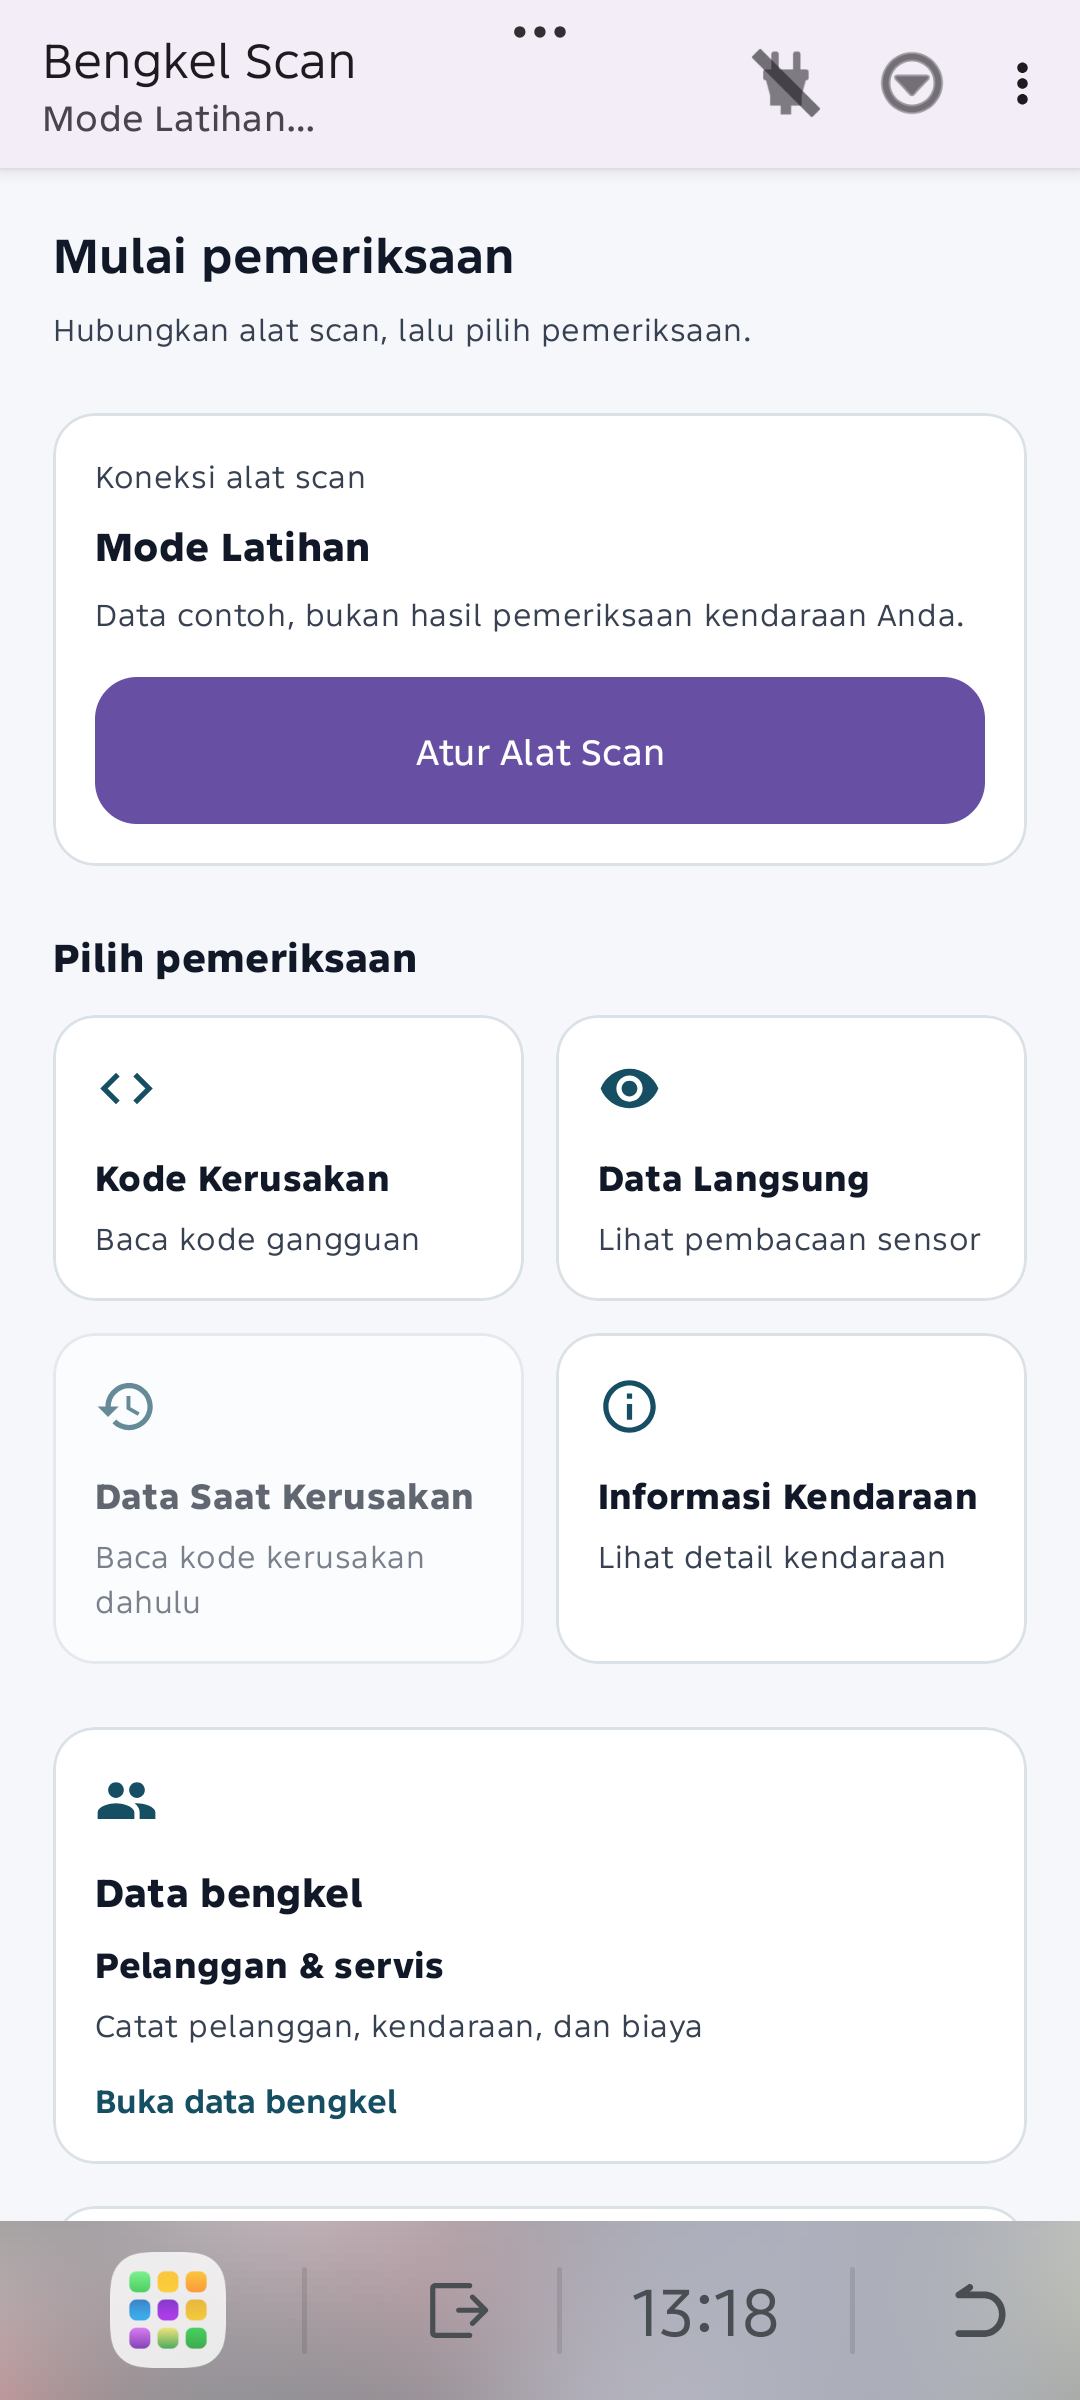 Bengkel Scan
Mode Latihan...
Mulai pemeriksaan
Hubungkan alat scan, lalu pilih pemeriksaan.
Koneksi alat scan
Mode Latihan
Data contoh, bukan hasil pemeriksaan kendaraan Anda.
Atur Alat Scan
Pilih pemeriksaan
Kode Kerusakan
Baca kode gangguan
Data Langsung
Lihat pembacaan sensor
Data Saat Kerusakan
Baca kode kerusakan
dahulu
Informasi Kendaraan
Lihat detail kendaraan
Data bengkel
Pelanggan & servis
Catat pelanggan, kendaraan, dan biaya
Buka data bengkel
13:18